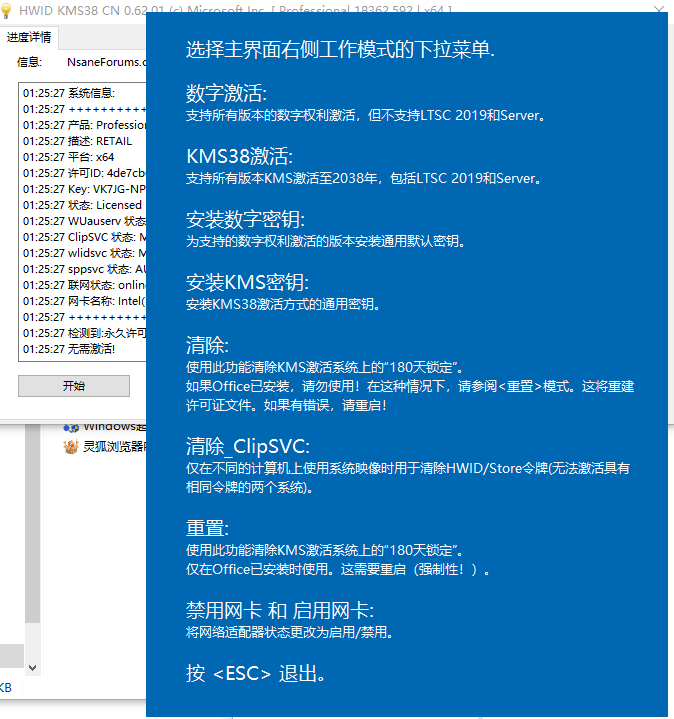 HWID KMS38 CN 0.62.01 (c) Microsoft Inc. [ Professional 18362.592 | x64 ]
进度详情
信息: NsaneForums.c
01:25:27 系统信息:
01:25:27 ++++++++++
01:25:27 产品: Profession
01:25:27 描述: RETAIL
01:25:27 平台: x64
01:25:27 许可ID: 4de7cb
01:25:27 Key: VK7JG-NP
01:25:27 状态: Licensed
01:25:27 WUauserv 状态
01:25:27 ClipSVC 状态: M
01:25:27 wlidsvc 状态: M
01:25:27 sppsvc 状态: AU
01:25:27 联网状态: online
01:25:27 网卡名称: Intel(
01:25:27 ++++++++++
01:25:27 检测到:永久许可
01:25:27 无需激活!
开始
Windows起
灵狐浏览器
KB
选择主界面右侧工作模式的下拉菜单.
数字激活:
支持所有版本的数字权利激活，但不支持LTSC 2019和Server。
KMS38激活:
支持所有版本KMS激活至2038年，包括LTSC 2019和Server。
安装数字密钥:
为支持的数字权利激活的版本安装通用默认密钥。
安装KMS密钥:
安装KMS38激活方式的通用密钥。
清除:
使用此功能清除KMS激活系统上的“180天锁定”。
如果Office已安装，请勿使用！在这种情况下，请参阅<重置>模式。这将重建
许可证文件。如果有错误，请重启！
清除_ClipSVC:
仅在不同的计算机上使用系统映像时用于清除HWID/Store令牌(无法激活具有
相同令牌的两个系统)。
重置:
使用此功能清除KMS激活系统上的“180天锁定”。
仅在Office已安装时使用。这需要重启（强制性！）。
禁用网卡 和 启用网卡:
将网络适配器状态更改为启用/禁用。
按 <ESC> 退出。